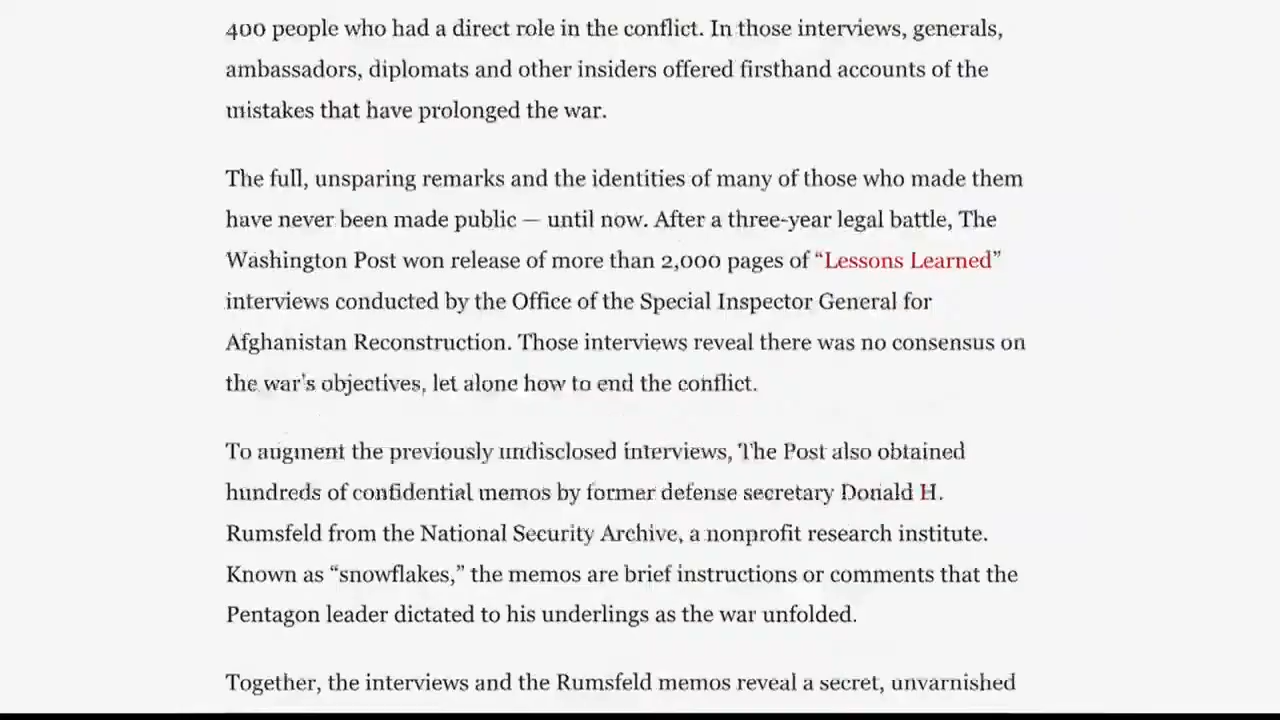 400 people who had a direct role in the conflict. In those interviews, generals,
ambassadors, diplomats and other insiders offered firsthand accounts of the
mistakes that have prolonged the war.
The full, unsparing remarks and the identities of many of those who made them
have never been made public — until now. After a three-year legal battle, The
Washington Post won release of more than 2,000 pages of “Lessons Learned”
interviews conducted by the Office of the Special Inspector General for
Afghanistan Reconstruction. Those interviews reveal there was no consensus on
the war’s objectives, let alone how to end the conflict.
To augment the previously undisclosed interviews, The Post also obtained
hundreds of confidential memos by former defense secretary Donald H.
Rumsfeld from the National Security Archive, a nonprofit research institute.
Known as “snowflakes,” the memos are brief instructions or comments that the
Pentagon leader dictated to his underlings as the war unfolded.
Together, the interviews and the Rumsfeld memos reveal a secret, unvarnished